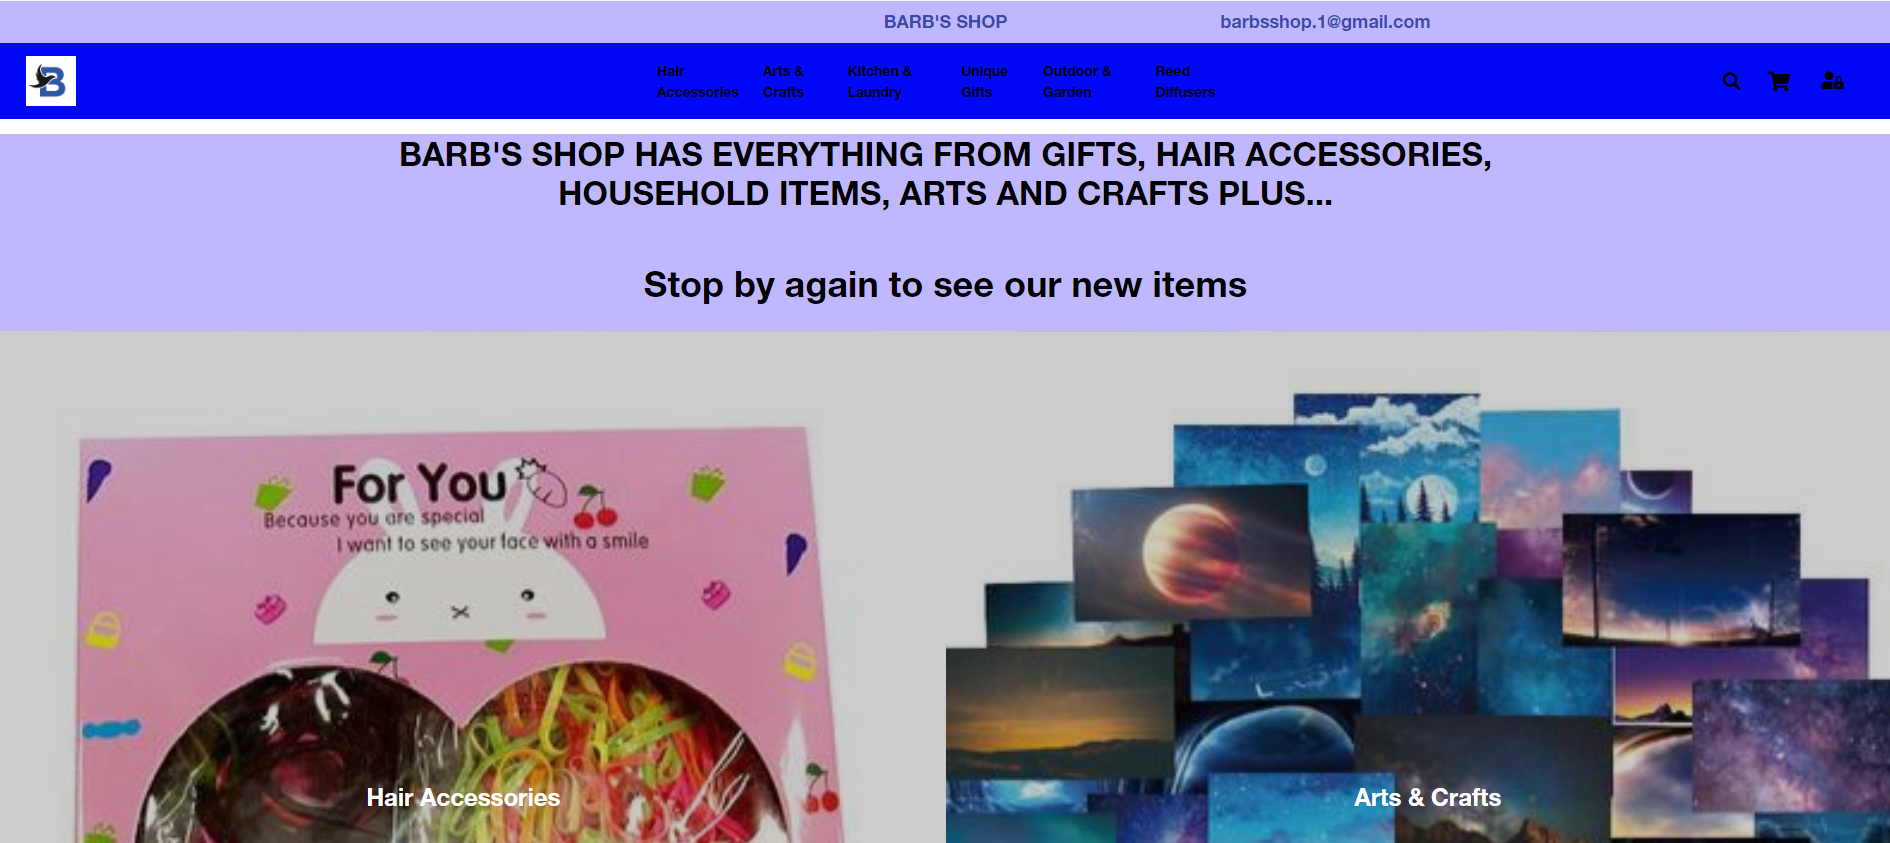 BARB'S SHOP
barbsshop.1@gmail.com
B
Hair Accessories
Arts & Crafts
Kitchen & Laundry
Unique Gifts
Outdoor & Garden
Reed Diffusers
BARB'S SHOP HAS EVERYTHING FROM GIFTS, HAIR ACCESSORIES,
HOUSEHOLD ITEMS, ARTS AND CRAFTS PLUS...
Stop by again to see our new items
For You
Because you are special
I want to see your face with a smile
Hair Accessories
Arts & Crafts